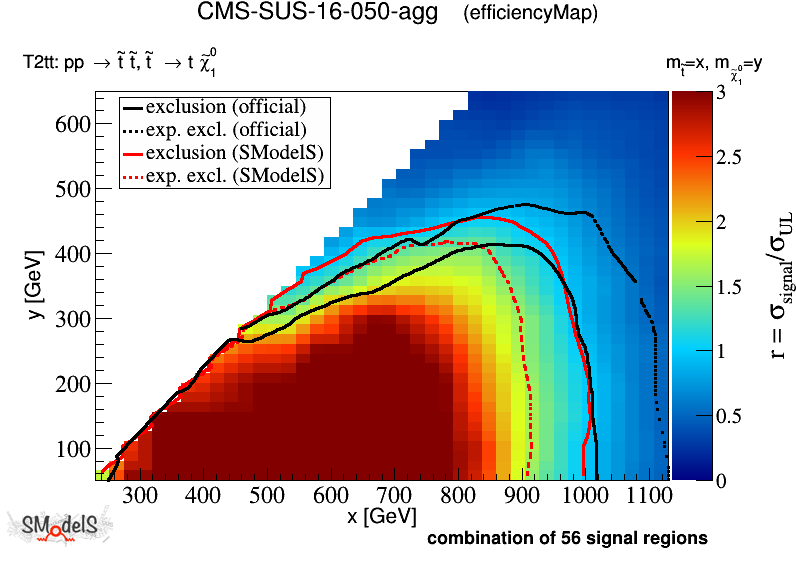 CMS-SUS-16-050-agg (efficiencyMap)
T2tt: pp → t̃ t̃, t̃ → t χ̃₁⁰
m_t̃=x, m_χ̃₁⁰=y
exclusion (official)
exp. excl. (official)
exclusion (SModelS)
exp. excl. (SModelS)
600
500
400
300
200
100
y [GeV]
300 400 500 600 700 800 900 1000 1100
x [GeV]
3
2.5
2
1.5
1
0.5
0
r = σ_signal/σ_UL
SModelS
combination of 56 signal regions